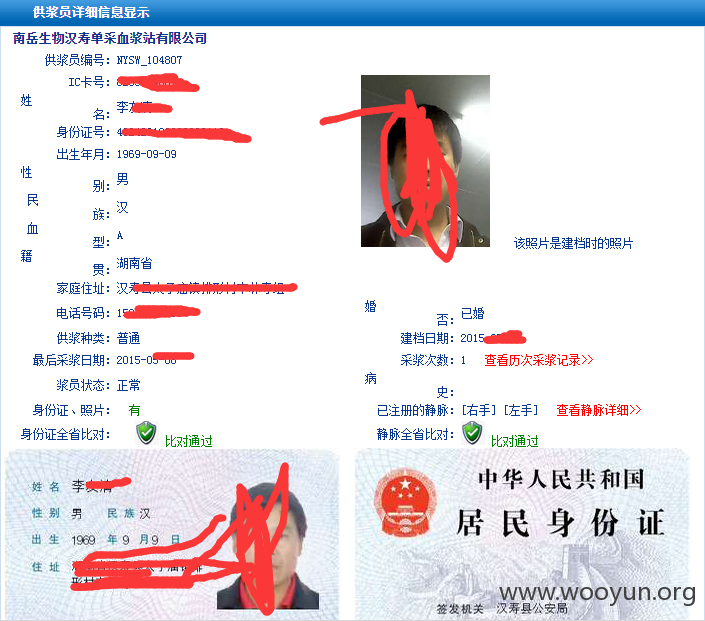 供浆员详细信息显示
南岳生物汉寿单采血浆站有限公司
供浆员编号: NYSW_104807
IC卡号:
姓名: 李
身份证号:
出生年月: 1969-09-09
性别: 男
民族: 汉
血型: A
籍贯: 湖南省
家庭住址: 汉寿县
电话号码:
供浆种类: 普通
最后采浆日期: 2015-05-
浆员状态: 正常
身份证、照片: 有
身份证全省比对: 比对通过
该照片是建档时的照片
婚否: 已婚
建档日期: 2015
采浆次数: 1 查看历次采浆记录>>
病史:
已注册的静脉: [右手] [左手] 查看静脉详细>>
静脉全省比对: 比对通过
姓名 李
性别 男 民族 汉
出生 1969 年 9 月 9 日
住址
中华人民共和国
居民身份证
签发机关 汉寿县公安局
www.wooyun.org